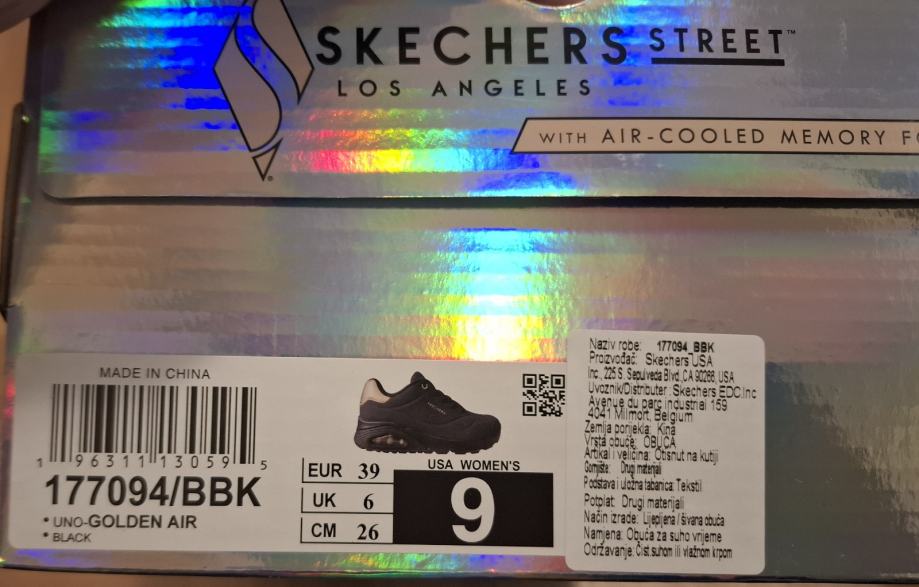 SKECHERS STREET™
LOS ANGELES
WITH AIR-COOLED MEMORY
MADE IN CHINA
1 96311 13059 5
177094/BBK
• UNO-GOLDEN AIR
• BLACK
EUR 39
UK 6
CM 26
USA WOMEN'S
9
Naziv robe: 177094_BBK
Proizvođač: Skechers USA
Inc., 225 S. Sepulveda Blvd.,CA 90266, USA
Uvoznik/Distributer: Skechers EDC.Inc
Avenue du parc industrial 159
4041 Milmort, Belgium
Zemlja porijekla: Kina
Vrsta obuće: OBUĆA
Artikal i veličina: Otisnut na kutiji
Gornjište: Drugi materijali
Podstava i uložna tabanica: Tekstil
Potplat: Drugi materijali
Način izrade: Lijepljena / šivana obuća
Namjena: Obuća za suho vrijeme
Održavanje: Čist.suhom ili vlažnom krpom